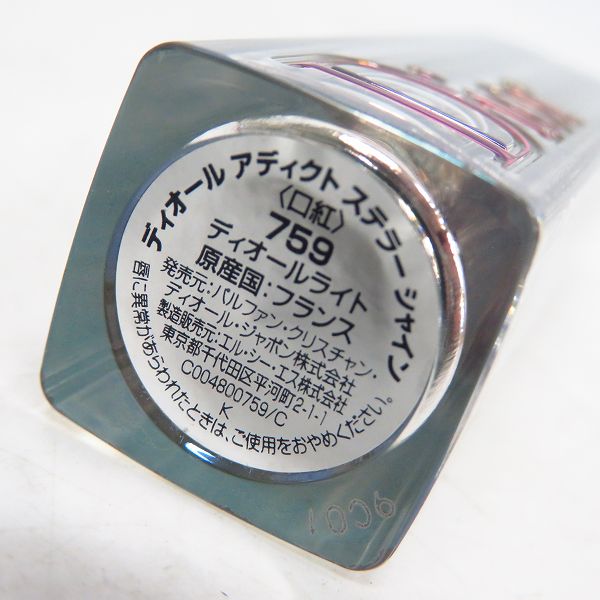 ディオール アディクト ステラー シャイン
〈口紅〉
759
ディオールライト
原産国:フランス
発売元:パルファン・クリスチャン・
ディオール・ジャポン株式会社
製造販売元:エル・シー・エス株式会社
東京都千代田区平河町2-1-1
C004800759/C
K
唇に異常があらわれたときは、ご使用をおやめください。